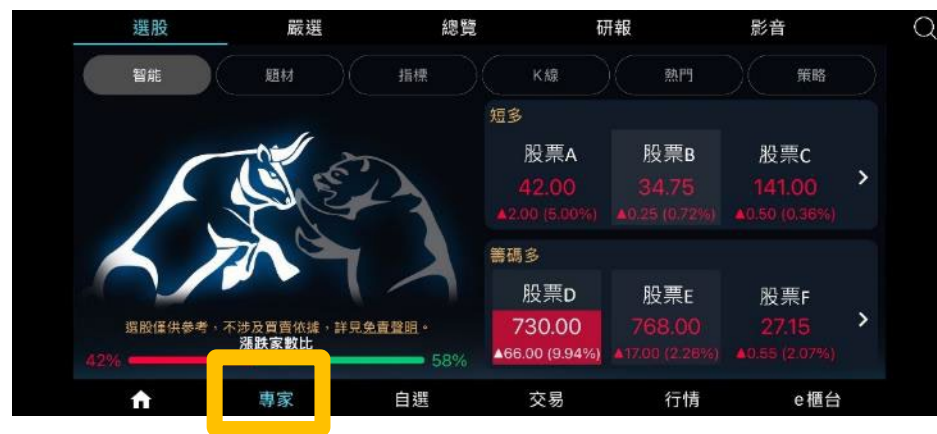 選股 嚴選 總覽 研報 影音
智能 題材 指標 K線 熱門 策略
短多
股票A 股票B 股票C
42.00 34.75 141.00
▲2.00 (5.00%) ▲0.25 (0.72%) ▲0.50 (0.36%)
籌碼多
股票D 股票E 股票F
730.00 768.00 27.15
▲66.00 (9.94%) ▲17.00 (2.26%) ▲0.55 (2.07%)
選股僅供參考，不涉及買賣依據，詳見免責聲明。
漲跌家數比
42% 58%
專家 自選 交易 行情 e櫃台